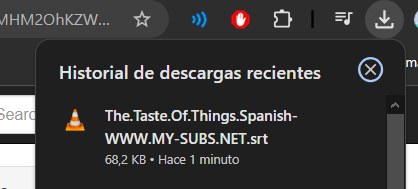 MHM2OhKZW...
Historial de descargas recientes
Searc
The.Taste.Of.Things.Spanish-
WWW.MY-SUBS.NET.srt
68,2 KB • Hace 1 minuto